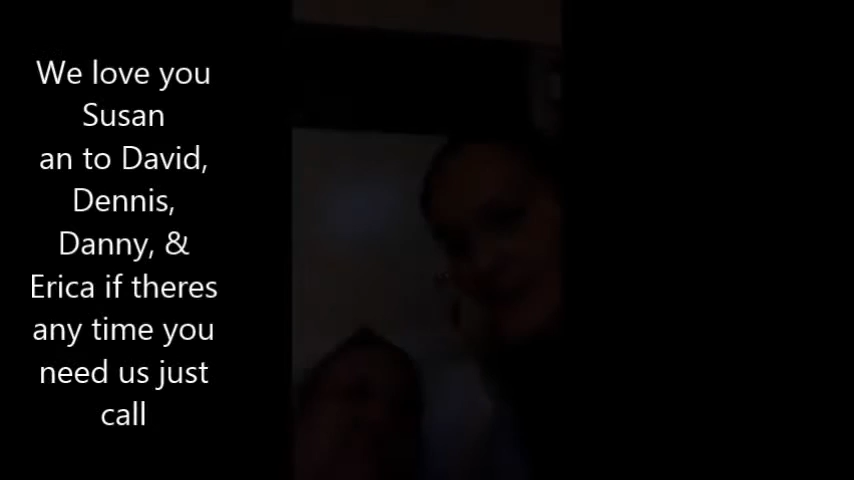 We love you
Susan
an to David,
Dennis,
Danny, &
Erica if theres
any time you
need us just
call